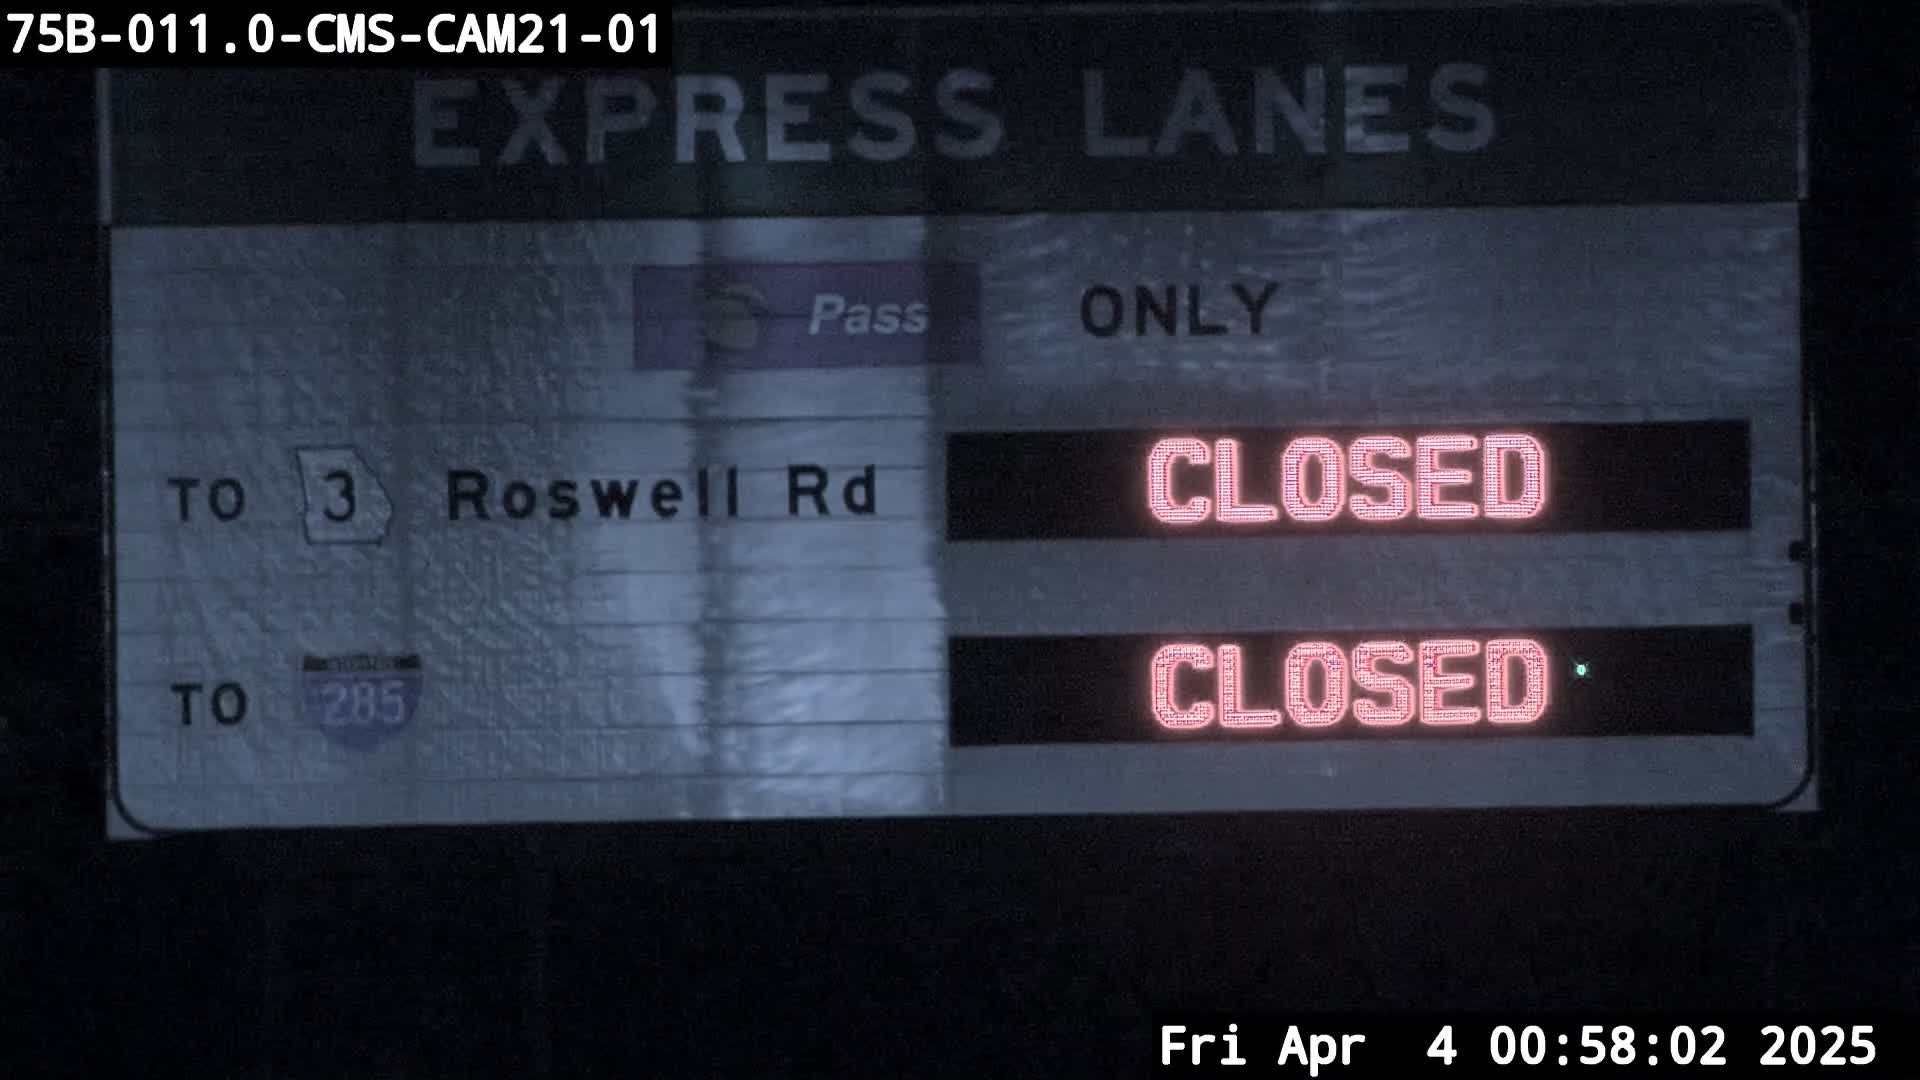 75B-011.0-CMS-CAM21-01
EXPRESS LANES
Pass ONLY
TO 3 Roswell Rd CLOSED
TO 285 CLOSED
Fri Apr 4 00:58:02 2025